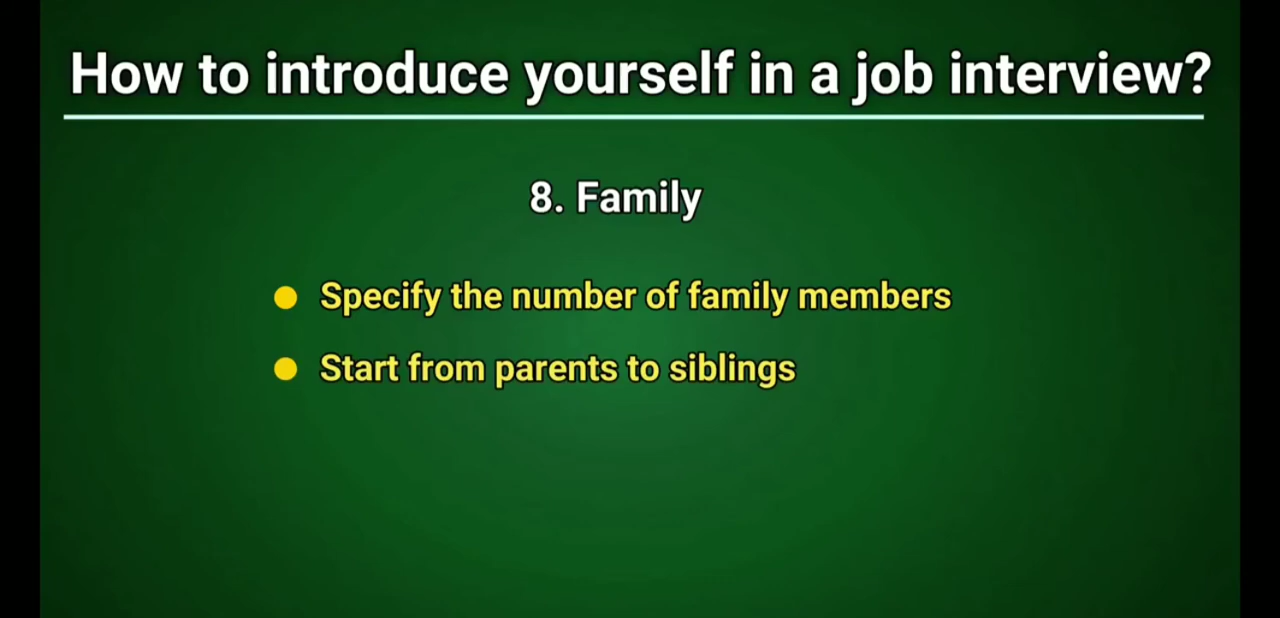 How to introduce yourself in a job interview?
8. Family
Specify the number of family members
Start from parents to siblings